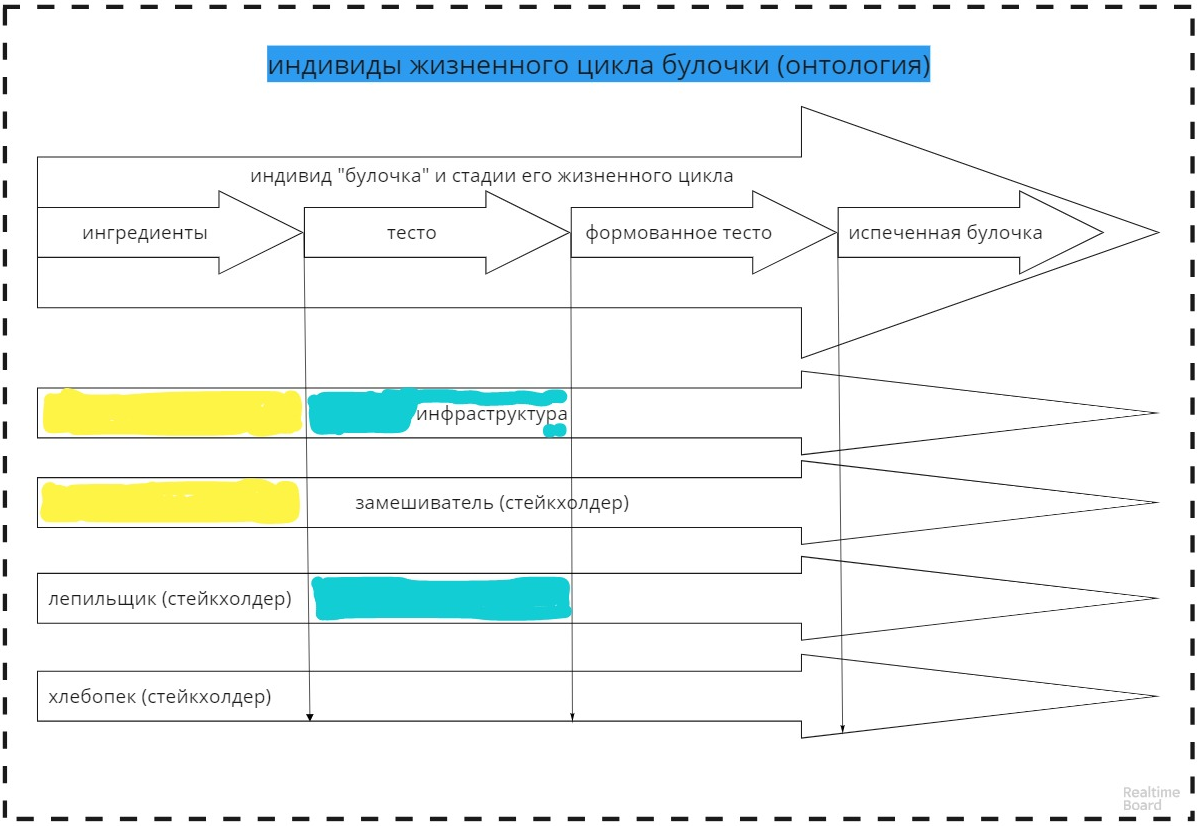 индивиды жизненного цикла булочки (онтология)
индивид "булочка" и стадии его жизненного цикла
ингредиенты
тесто
формованное тесто
испеченная булочка
инфраструктура
замешиватель (стейкхолдер)
лепильщик (стейкхолдер)
хлебопек (стейкхолдер)
Realtime
Board